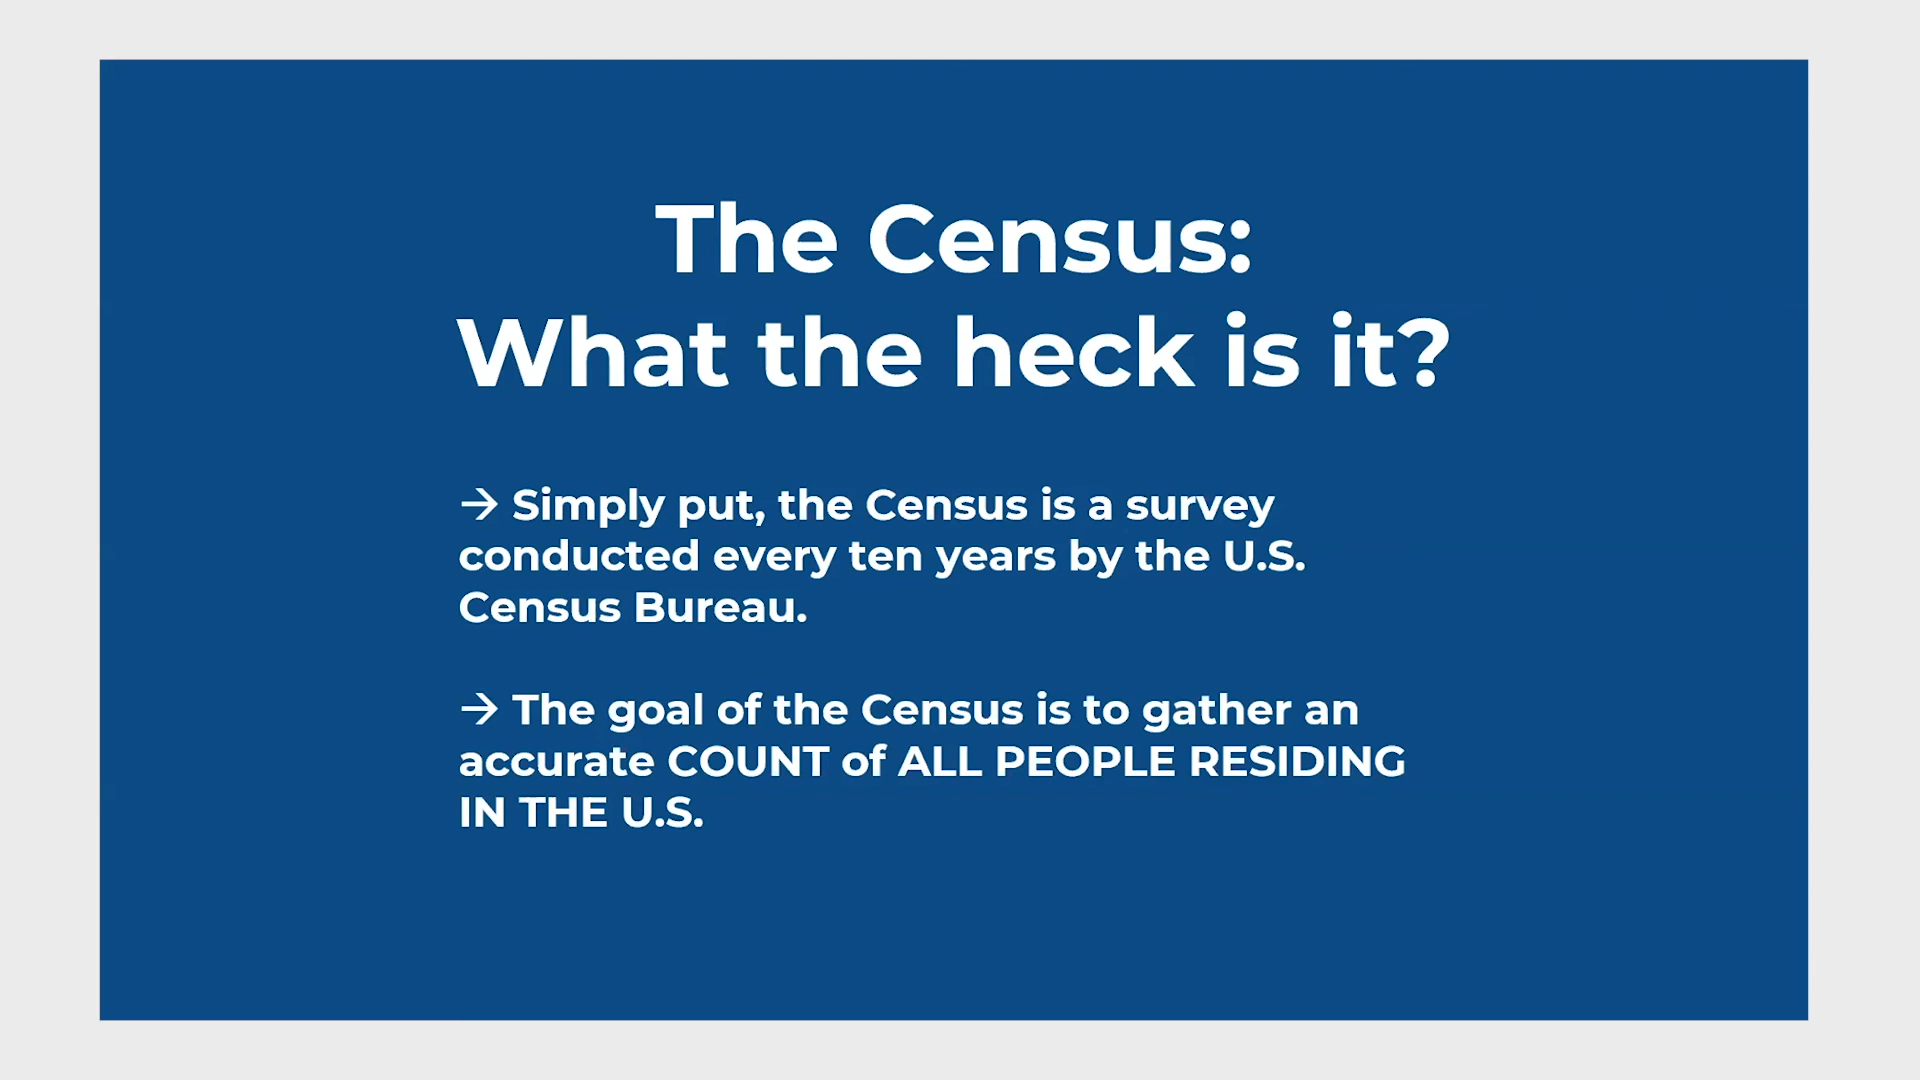 The Census:
What the heck is it?
→ Simply put, the Census is a survey
conducted every ten years by the U.S.
Census Bureau.
→ The goal of the Census is to gather an
accurate COUNT of ALL PEOPLE RESIDING
IN THE U.S.